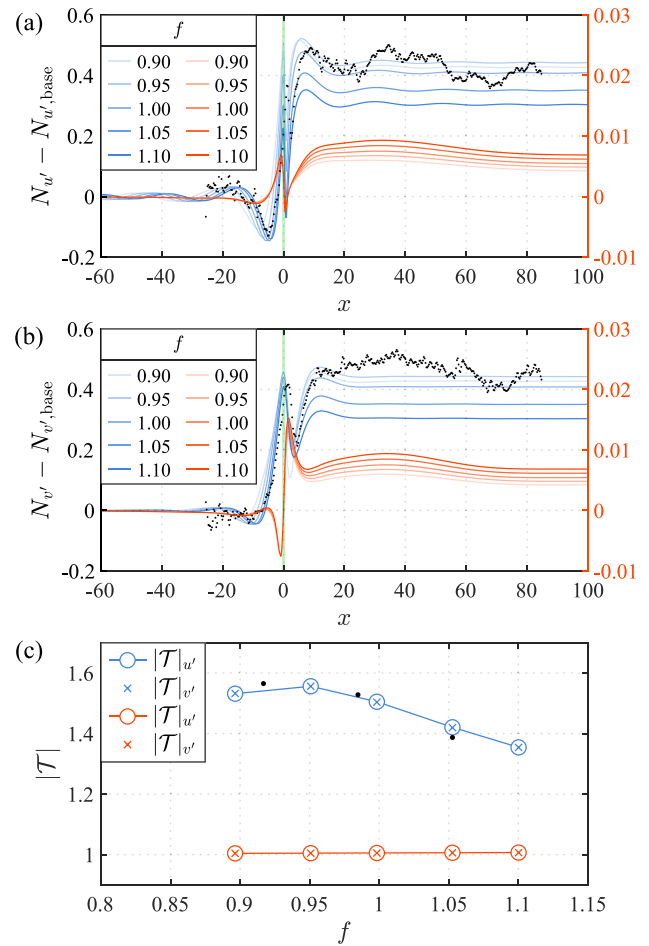 (a)
f
0.90 0.90
0.95 0.95
1.00 1.00
1.05 1.05
1.10 1.10
0.6
0.4
0.2
0
-0.2
N_{u′} − N_{u′,base}
0.03
0.02
0.01
0
-0.01
-60 -40 -20 0 20 40 60 80 100
x
(b)
f
0.90 0.90
0.95 0.95
1.00 1.00
1.05 1.05
1.10 1.10
0.6
0.4
0.2
0
-0.2
N_{v′} − N_{v′,base}
0.03
0.02
0.01
0
-0.01
-60 -40 -20 0 20 40 60 80 100
x
(c)
|𝒯|_{u′}
|𝒯|_{v′}
|𝒯|_{u′}
|𝒯|_{v′}
1.6
1.4
1.2
1
|𝒯|
0.8 0.85 0.9 0.95 1 1.05 1.1 1.15
f